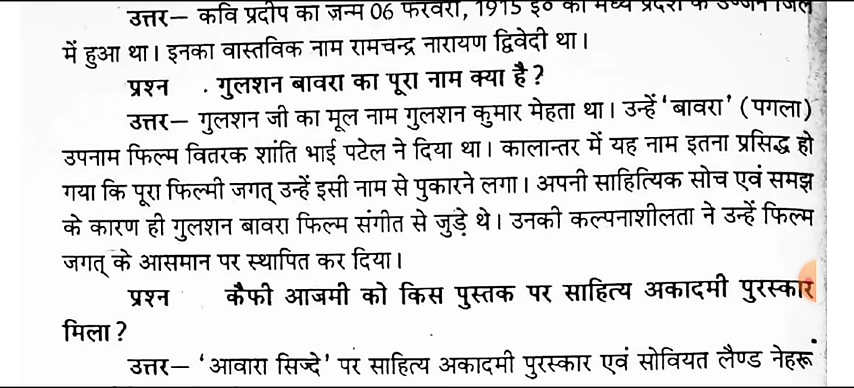 उत्तर— कवि प्रदीप का जन्म 06 फरवरी, 1915 ई० को मध्य प्रदेश के उज्जैन जिले
में हुआ था। इनका वास्तविक नाम रामचन्द्र नारायण द्विवेदी था।
प्रश्न . गुलशन बावरा का पूरा नाम क्या है?
उत्तर— गुलशन जी का मूल नाम गुलशन कुमार मेहता था। उन्हें ‘बावरा’ (पगला)
उपनाम फिल्म वितरक शांति भाई पटेल ने दिया था। कालान्तर में यह नाम इतना प्रसिद्ध हो
गया कि पूरा फिल्मी जगत् उन्हें इसी नाम से पुकारने लगा। अपनी साहित्यिक सोच एवं समझ
के कारण ही गुलशन बावरा फिल्म संगीत से जुड़े थे। उनकी कल्पनाशीलता ने उन्हें फिल्म
जगत् के आसमान पर स्थापित कर दिया।
प्रश्न कैफी आजमी को किस पुस्तक पर साहित्य अकादमी पुरस्कार
मिला?
उत्तर— ‘आवारा सिज्दे’ पर साहित्य अकादमी पुरस्कार एवं सोवियत लैण्ड नेहरू